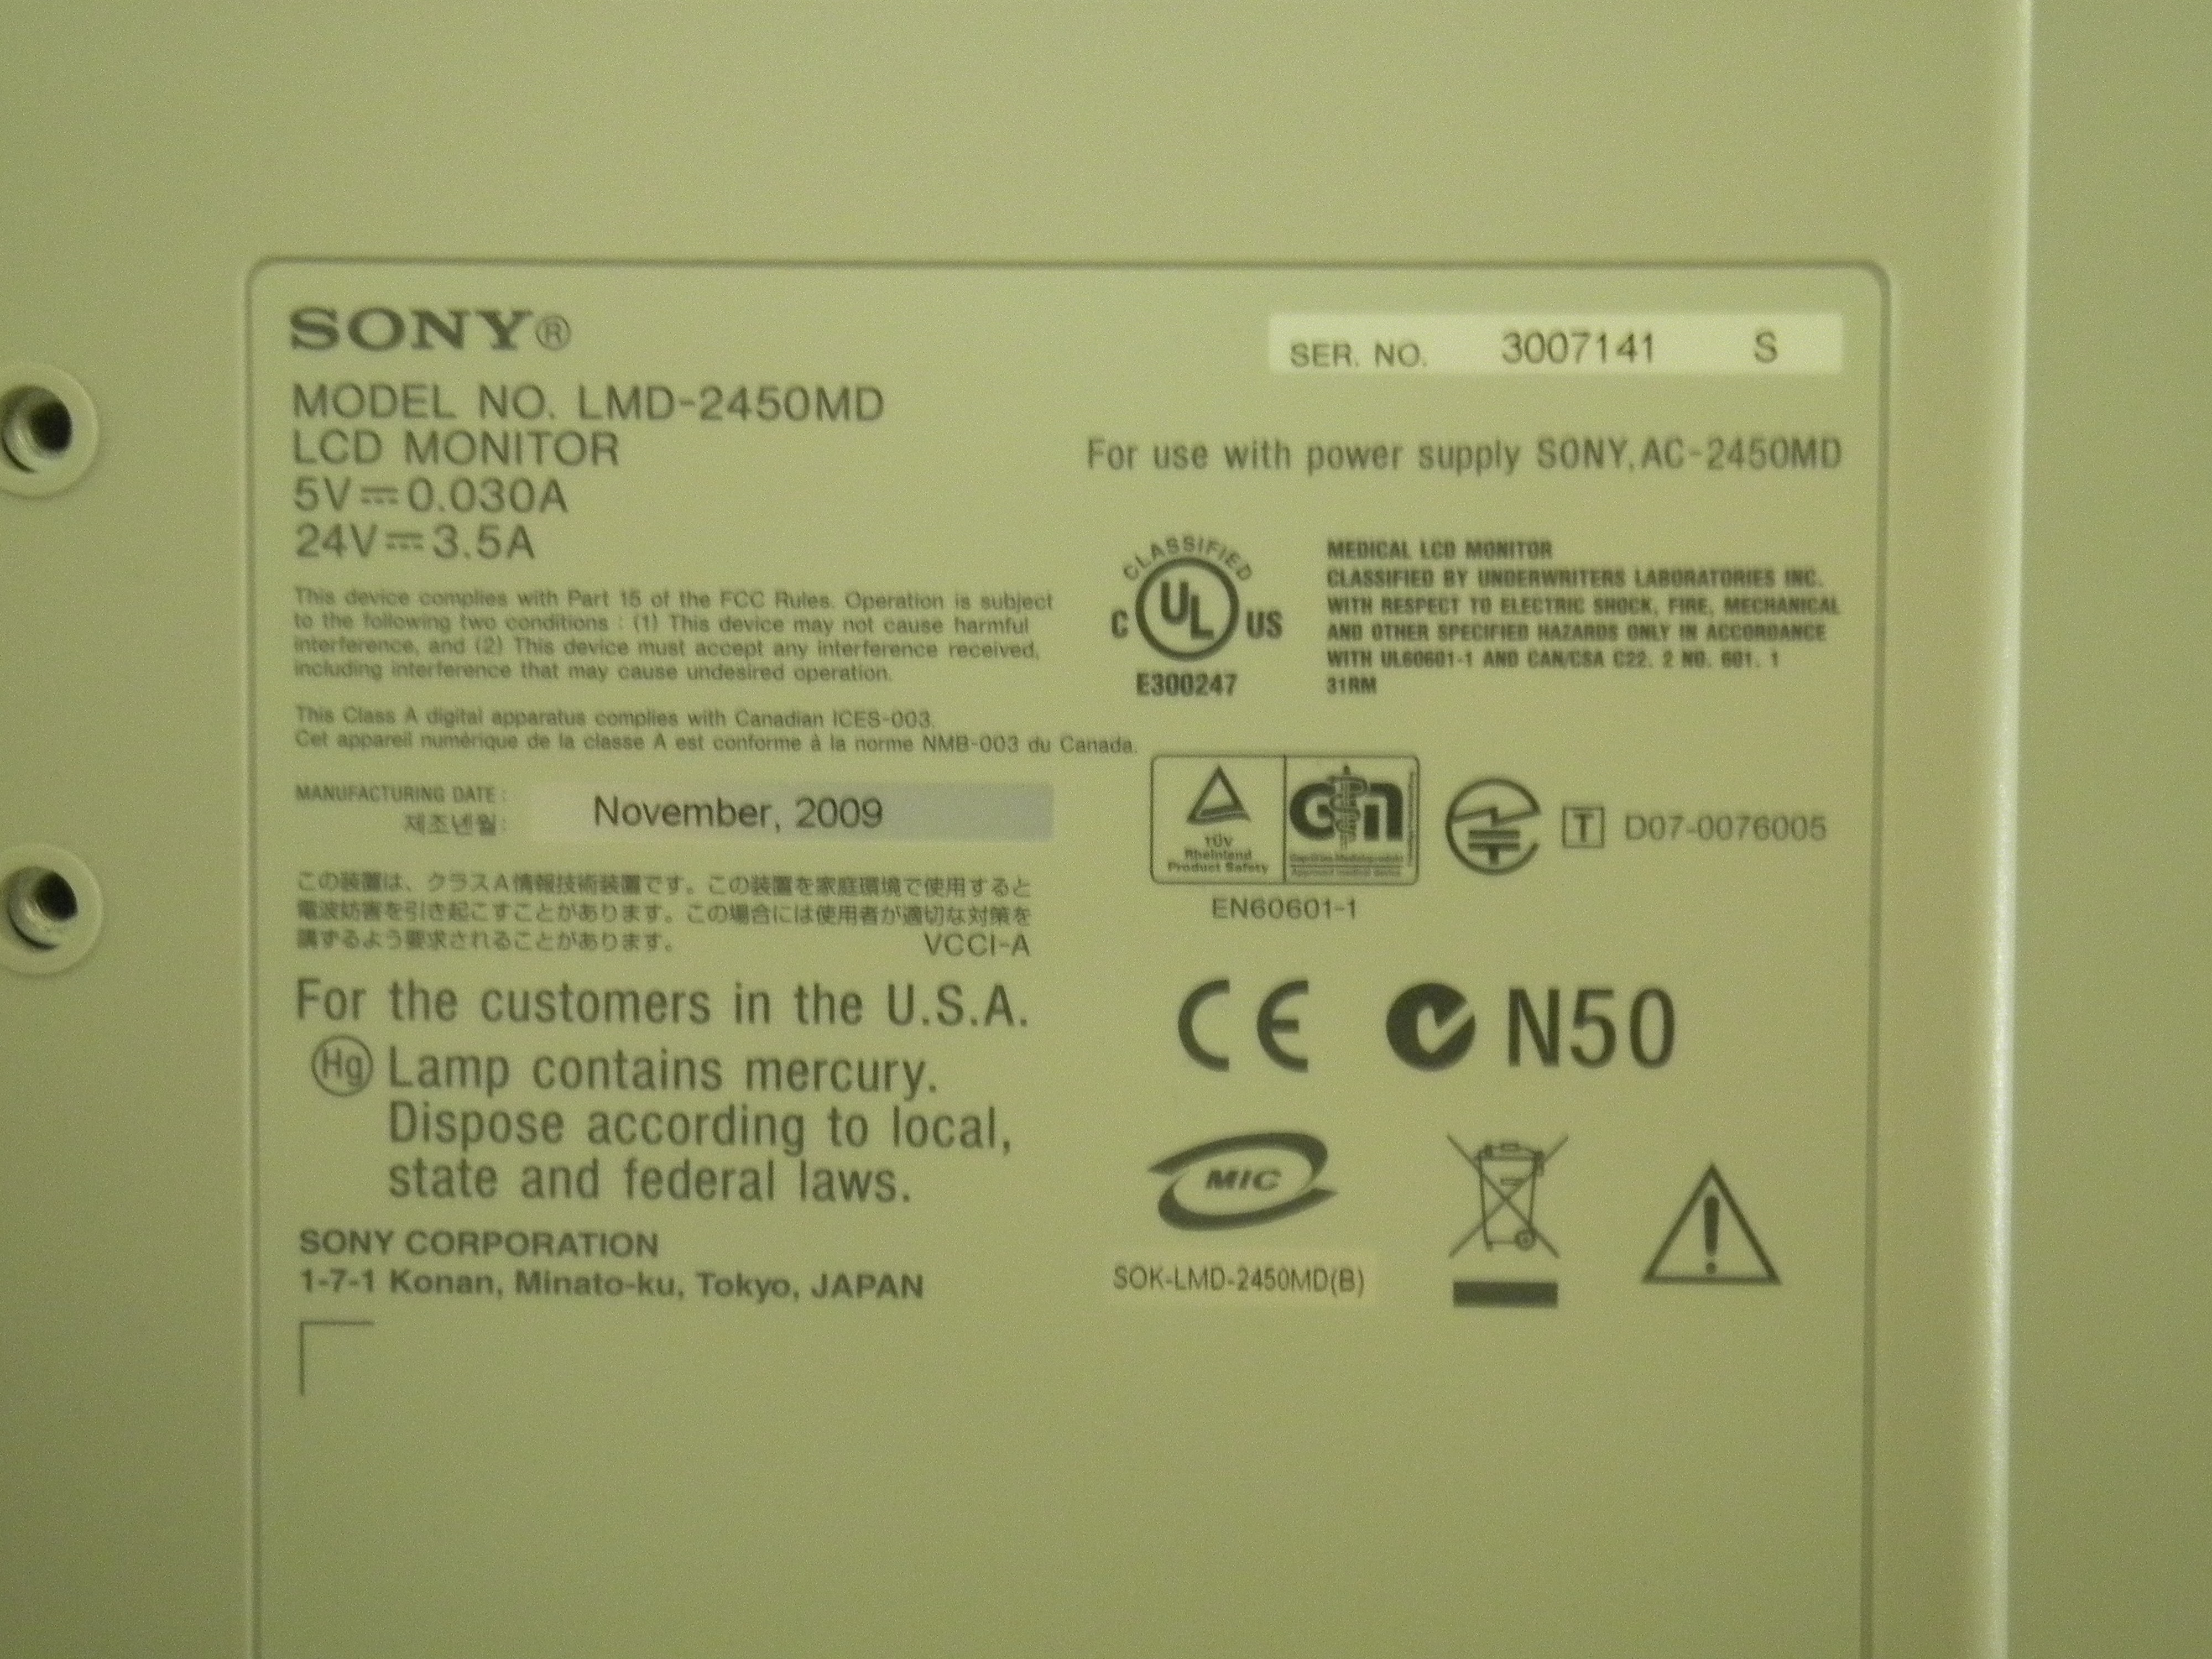 SONY®
SER. NO. 3007141 S
MODEL NO. LMD-2450MD
LCD MONITOR
5V⎓0.030A
24V⎓3.5A
For use with power supply SONY,AC-2450MD
This device complies with Part 15 of the FCC Rules. Operation is subject
to the following two conditions : (1) This device may not cause harmful
interference, and (2) This device must accept any interference received,
including interference that may cause undesired operation.
This Class A digital apparatus complies with Canadian ICES-003.
Cet appareil numérique de la classe A est conforme à la norme NMB-003 du Canada.
CLASSIFIED
C UL US
E300247
MEDICAL LCD MONITOR
CLASSIFIED BY UNDERWRITERS LABORATORIES INC.
WITH RESPECT TO ELECTRIC SHOCK, FIRE, MECHANICAL
AND OTHER SPECIFIED HAZARDS ONLY IN ACCORDANCE
WITH UL60601-1 AND CAN/CSA C22. 2 NO. 601. 1
31RM
MANUFACTURING DATE :
제조년월:
November, 2009
TÜV
Rheinland
Product Safety
Gm
Approved medical device
EN60601-1
T D07-0076005
この装置は、クラスA情報技術装置です。この装置を家庭環境で使用すると
電波妨害を引き起こすことがあります。この場合には使用者が適切な対策を
講ずるよう要求されることがあります。 VCCI-A
For the customers in the U.S.A.
Hg Lamp contains mercury.
Dispose according to local,
state and federal laws.
CE N50
MIC
SOK-LMD-2450MD(B)
SONY CORPORATION
1-7-1 Konan, Minato-ku, Tokyo, JAPAN